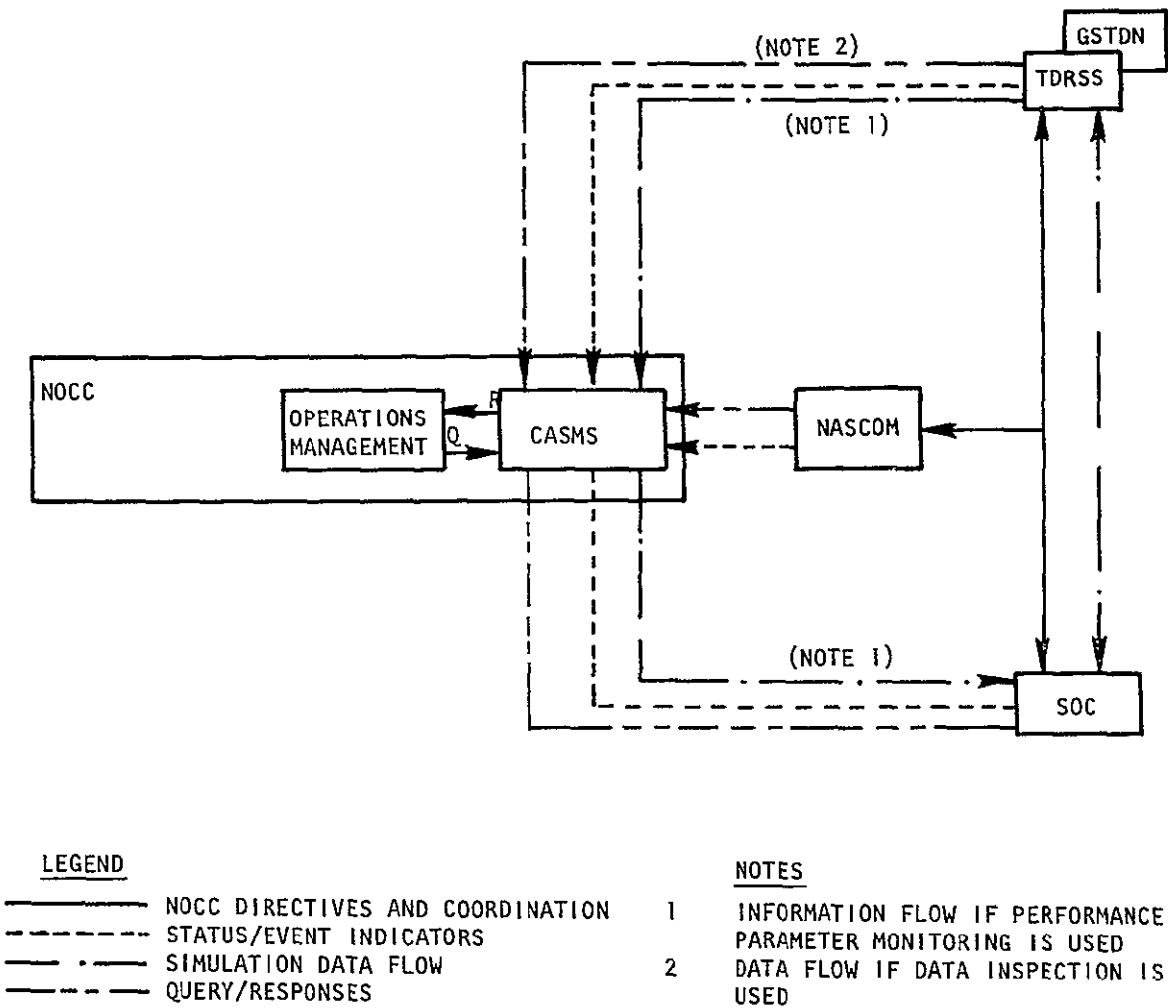 GSTDN
(NOTE 2)
TDRSS
(NOTE 1)
NOCC
R
OPERATIONS
MANAGEMENT
Q
CASMS
NASCOM
(NOTE 1)
SOC
LEGEND
NOCC DIRECTIVES AND COORDINATION
STATUS/EVENT INDICATORS
SIMULATION DATA FLOW
QUERY/RESPONSES
NOTES
1 INFORMATION FLOW IF PERFORMANCE
PARAMETER MONITORING IS USED
2 DATA FLOW IF DATA INSPECTION IS
USED